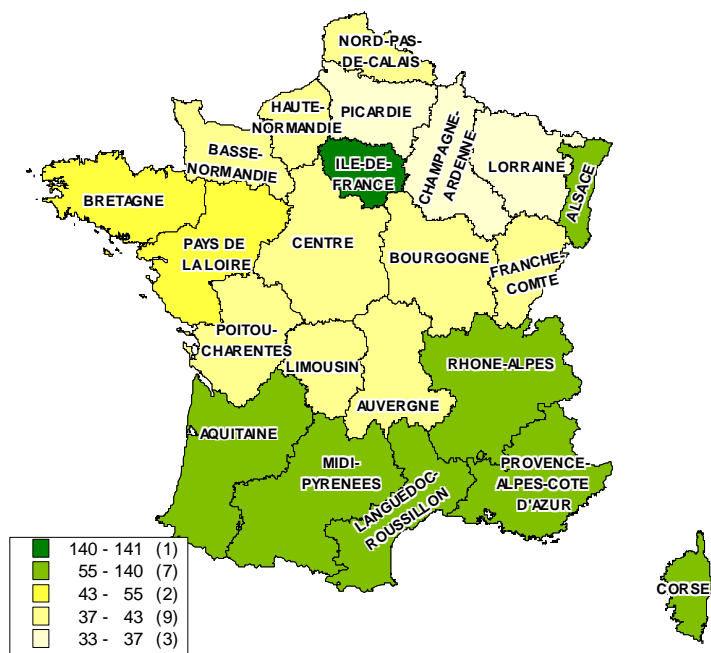 NORD-PAS-
DE-CALAIS
HAUTE-
NORMANDIE
PICARDIE
CHAMPAGNE-
ARDENNE
LORRAINE
ALSACE
BASSE-
NORMANDIE
ILE-DE-
FRANCE
BRETAGNE
PAYS DE
LA LOIRE
CENTRE
BOURGOGNE
FRANCHE-
COMTE
POITOU-
CHARENTES
LIMOUSIN
AUVERGNE
RHONE-ALPES
AQUITAINE
MIDI-
PYRENEES
LANGUEDOC-
ROUSSILLON
PROVENCE-
ALPES-COTE
D'AZUR
CORSE
140 - 141 (1)
55 - 140 (7)
43 - 55 (2)
37 - 43 (9)
33 - 37 (3)